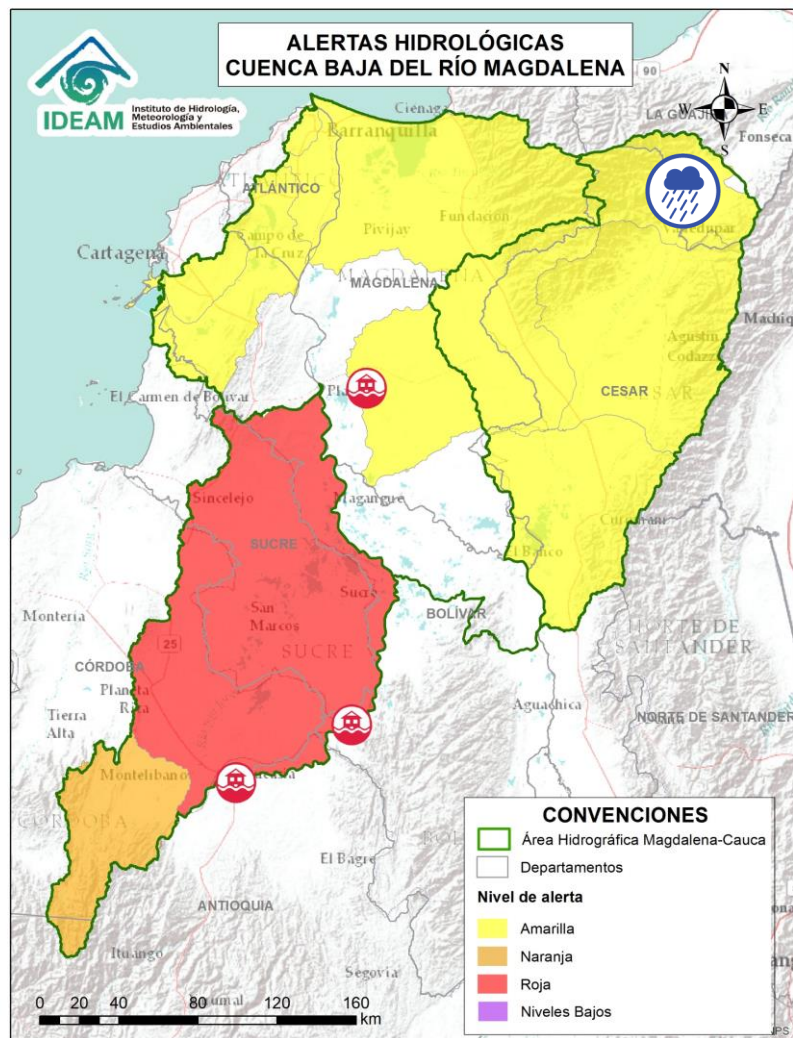 ALERTAS HIDROLÓGICAS
CUENCA BAJA DEL RÍO MAGDALENA
IDEAM
Instituto de Hidrología,
Meteorología y
Estudios Ambientales
90
N
W
E
S
LA GUAJI
Ciénaga
Barranquilla
Fonseca
ATLÁNTICO
Valledupar
Fundación
Pivijay
Campo de
la Cruz
Cartagena
MAGDALENA
MAGDALENA
Machiq
Agustín
Codazzi
CESAR
El Carmen de Bolívar
Sincelejo
Magangue
Curumaní
SUCRE
El Banco
Sucre
BOLÍVAR
San
Marcos
Montería
25
SUCRE
NORTE DE
SANTANDER
CÓRDOBA
Planeta
Rica
Aguachica
NORTE DE SANTANDER
Tierra
Alta
Montelíbano
CÓRDOBA
El Bagre
ANTIOQUIA
Ituango
Segovia
CONVENCIONES
Área Hidrográfica Magdalena-Cauca
Departamentos
Nivel de alerta
Amarilla
Naranja
Roja
Niveles Bajos
0 10 20 40 80 120 160
km